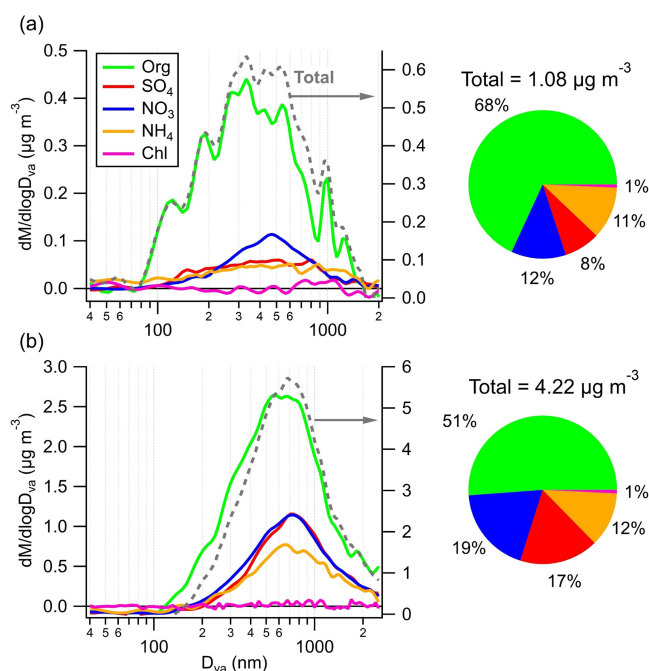 (a)
dM/dlogDva (µg m-3)
0.5
0.4
0.3
0.2
0.1
0.0
Org
SO4
NO3
NH4
Chl
Total
0.6
0.5
0.4
0.3
0.2
0.1
0.0
4 5 6 100 2 3 4 5 6 1000 2
Total = 1.08 µg m-3
68%
1%
11%
8%
12%
(b)
dM/dlogDva (µg m-3)
3.0
2.5
2.0
1.5
1.0
0.5
0.0
6
5
4
3
2
1
0
4 5 6 100 2 3 4 5 6 1000 2
Dva (nm)
Total = 4.22 µg m-3
51%
1%
12%
17%
19%